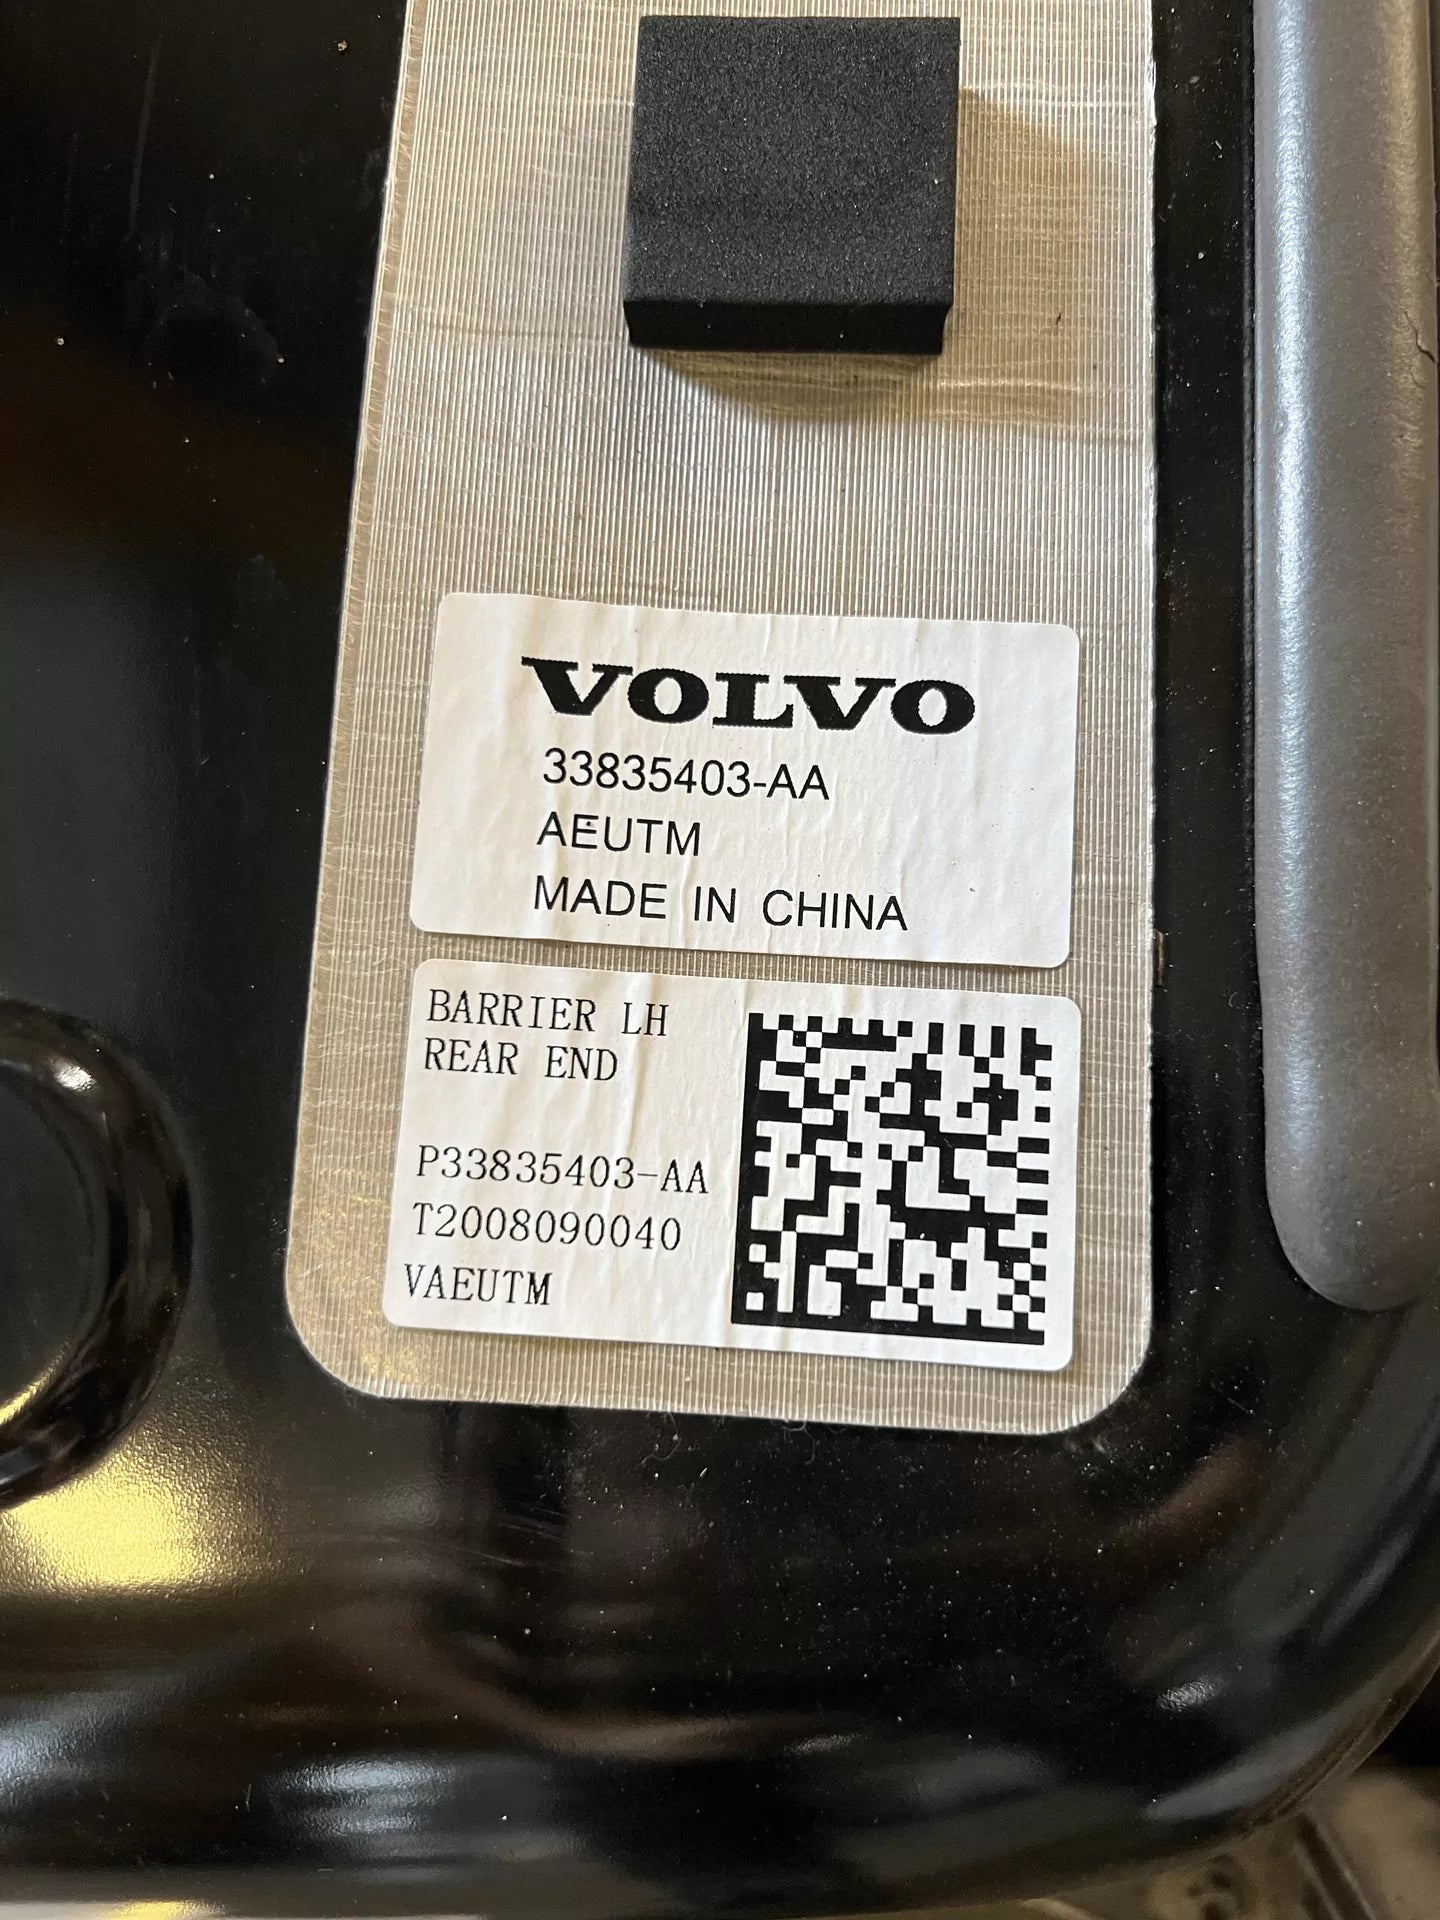 VOLVO
33835403-AA
AEUTM
MADE IN CHINA
BARRIER LH
REAR END
P33835403-AA
T2008090040
VAEUTM